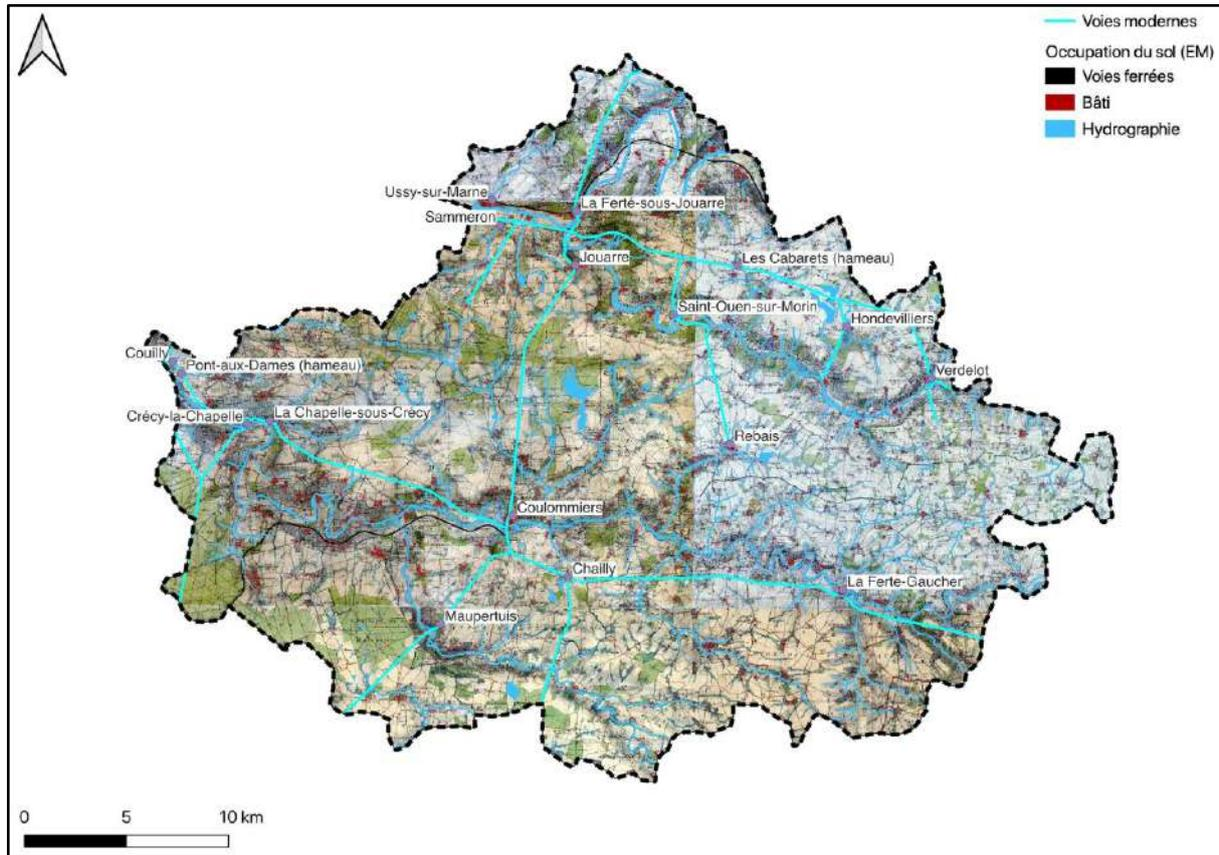 Voies modernes
Occupation du sol (EM)
Voies ferrées
Bâti
Hydrographie
Ussy-sur-Marne
La Ferté-sous-Jouarre
Sammeron
Jouarre
Les Cabarets (hameau)
Saint-Ouen-sur-Morin
Hondevilliers
Couilly
Pont-aux-Dames (hameau)
Verdelot
Crécy-la-Chapelle
La Chapelle-sous-Crécy
Rebais
Coulommiers
Chailly
La Ferte-Gaucher
Maupertuis
0 5 10 km